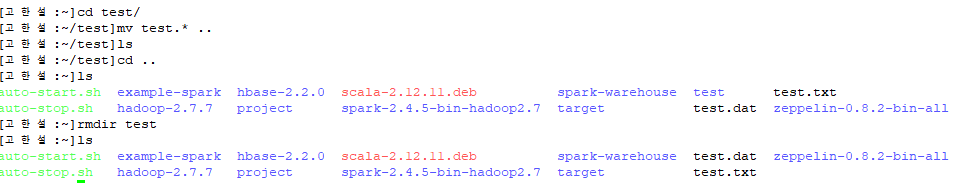 [고 한 설 :~]cd test/
[고 한 설 :~/test]mv test.* ..
[고 한 설 :~/test]ls
[고 한 설 :~/test]cd ..
[고 한 설 :~]ls
auto-start.sh example-spark hbase-2.2.0 scala-2.12.11.deb spark-warehouse test test.txt
auto-stop.sh hadoop-2.7.7 project spark-2.4.5-bin-hadoop2.7 target test.dat zeppelin-0.8.2-bin-all
[고 한 설 :~]rmdir test
[고 한 설 :~]ls
auto-start.sh example-spark hbase-2.2.0 scala-2.12.11.deb spark-warehouse test.dat zeppelin-0.8.2-bin-all
auto-stop.sh hadoop-2.7.7 project spark-2.4.5-bin-hadoop2.7 target test.txt